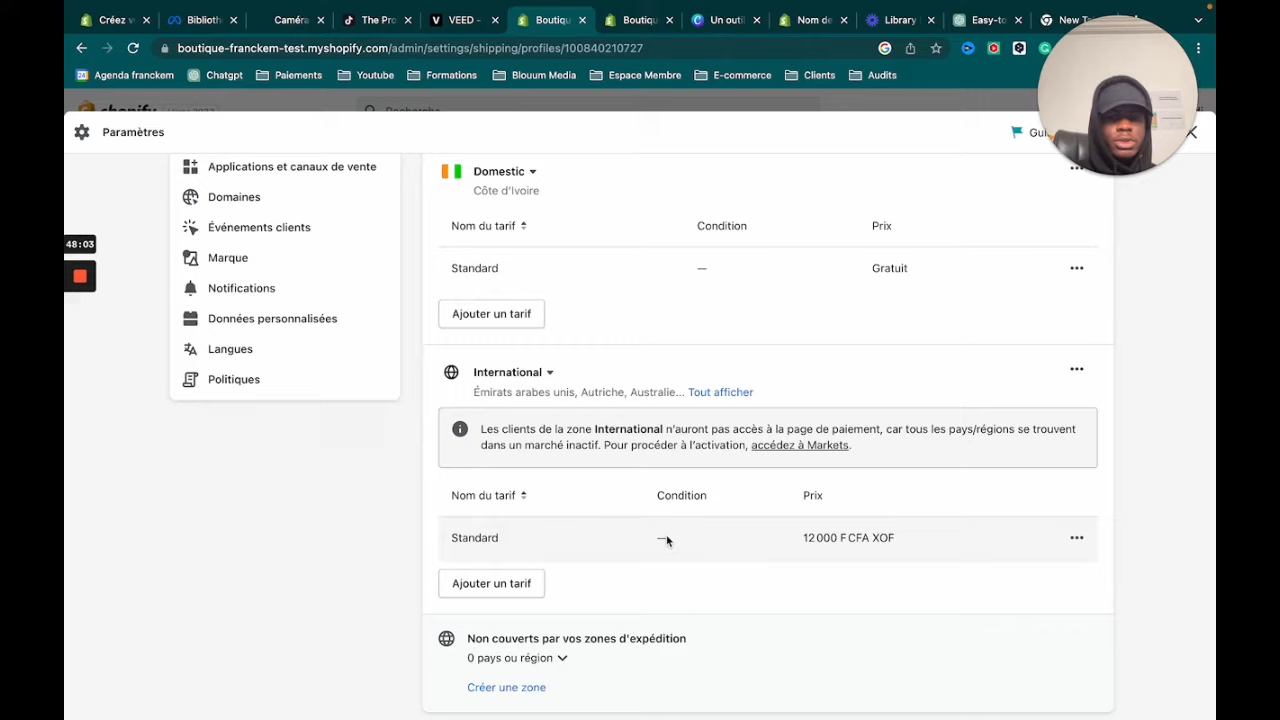 Créez v
Biblioth
Caméra
The Pro
VEED -
Boutiqu
Boutiqu
Un outil
Nom de
Library
Easy-to
New Ta
boutique-franckem-test.myshopify.com/admin/settings/shipping/profiles/100840210727
Agenda franckem
Chatgpt
Paiements
Youtube
Formations
Blouum Media
Espace Membre
E-commerce
Clients
Audits
shopify
Recherche
Paramètres
Gui
48:03
Applications et canaux de vente
Domaines
Événements clients
Marque
Notifications
Données personnalisées
Langues
Politiques
Domestic
Côte d'Ivoire
Nom du tarif Condition Prix
Standard — Gratuit
Ajouter un tarif
International
Émirats arabes unis, Autriche, Australie... Tout afficher
Les clients de la zone International n'auront pas accès à la page de paiement, car tous les pays/régions se trouvent
dans un marché inactif. Pour procéder à l'activation, accédez à Markets.
Nom du tarif Condition Prix
Standard — 12 000 F CFA XOF
Ajouter un tarif
Non couverts par vos zones d'expédition
0 pays ou région
Créer une zone